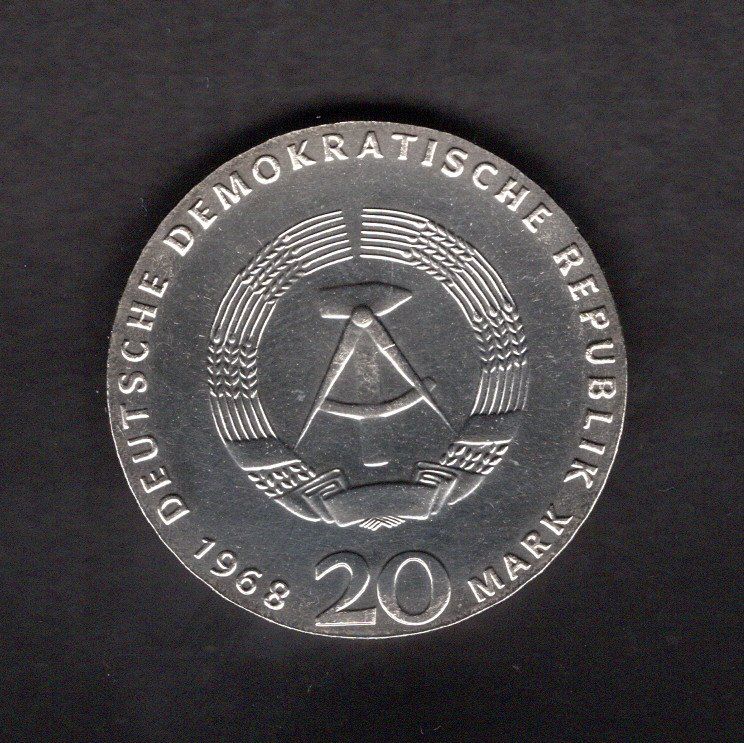 DEUTSCHE DEMOKRATISCHE REPUBLIK
1968 20 MARK